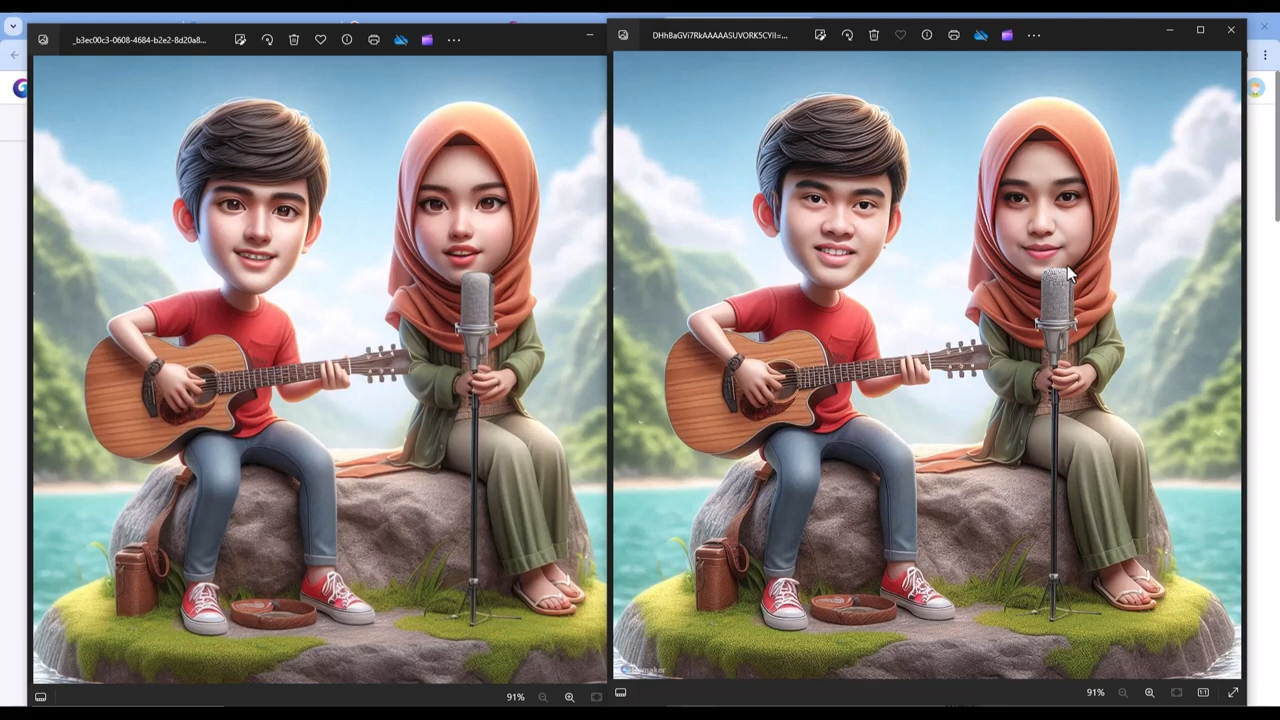 _b3ec00c3-0608-4684-b2e2-8d20a8...
DHhBaGVi7RkAAAAASUVORK5CYII=...
91%
91%